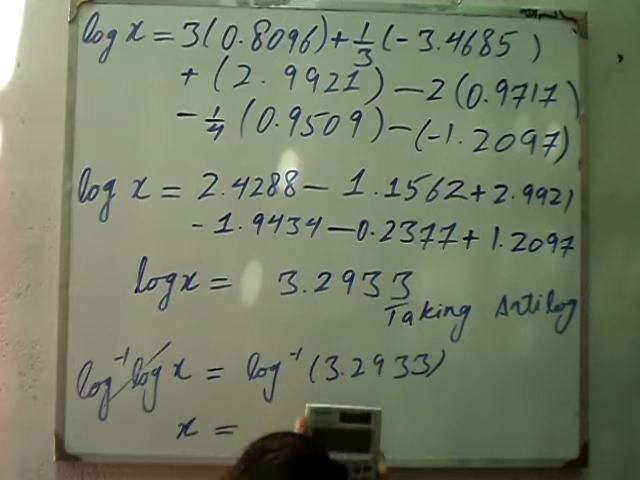 log x = 3(0.8096) + 1/3 (-3.4685)
+ (2.9921) - 2(0.9717)
- 1/4 (0.9509) - (-1.2097)
log x = 2.4288 - 1.1562 + 2.9921
- 1.9434 - 0.2377 + 1.2097
log x = 3.2933
Taking Antilog
log⁻¹ log x = log⁻¹ (3.2933)
x =